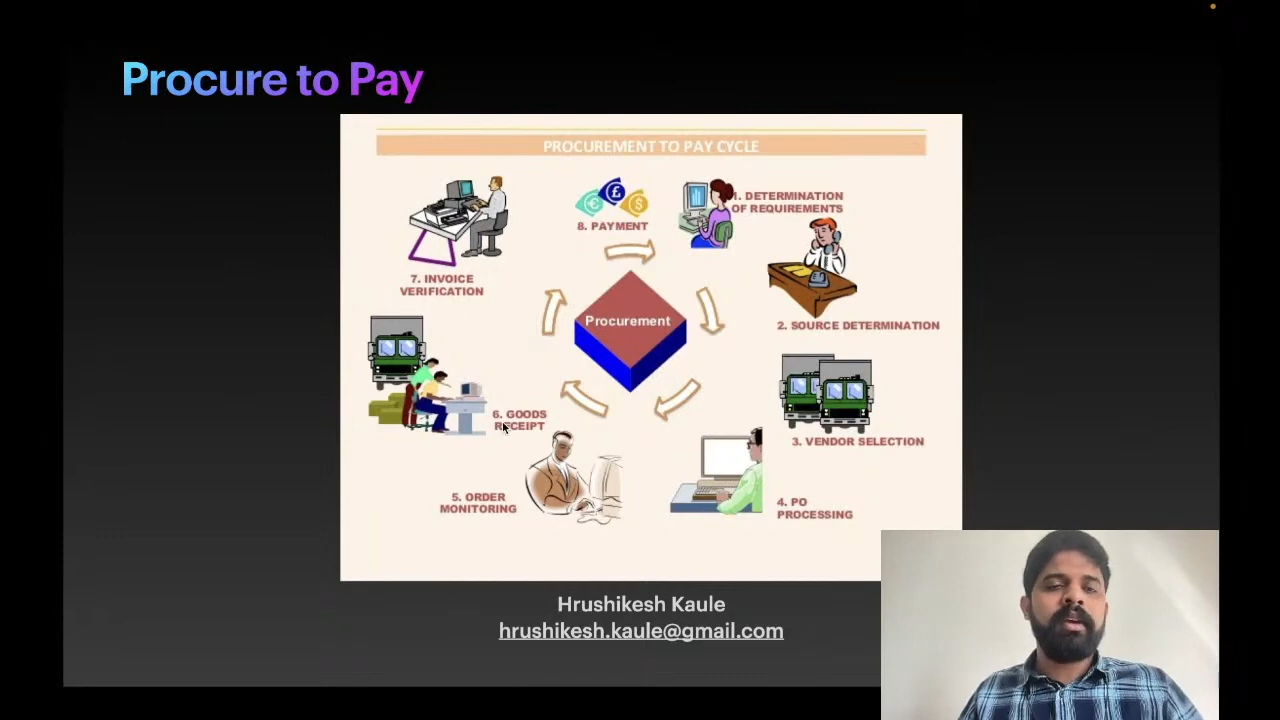 Procure to Pay
PROCUREMENT TO PAY CYCLE
8. PAYMENT
1. DETERMINATION
OF REQUIREMENTS
2. SOURCE DETERMINATION
3. VENDOR SELECTION
4. PO
PROCESSING
5. ORDER
MONITORING
6. GOODS
RECEIPT
7. INVOICE
VERIFICATION
Procurement
€ £ $
Hrushikesh Kaule
hrushikesh.kaule@gmail.com